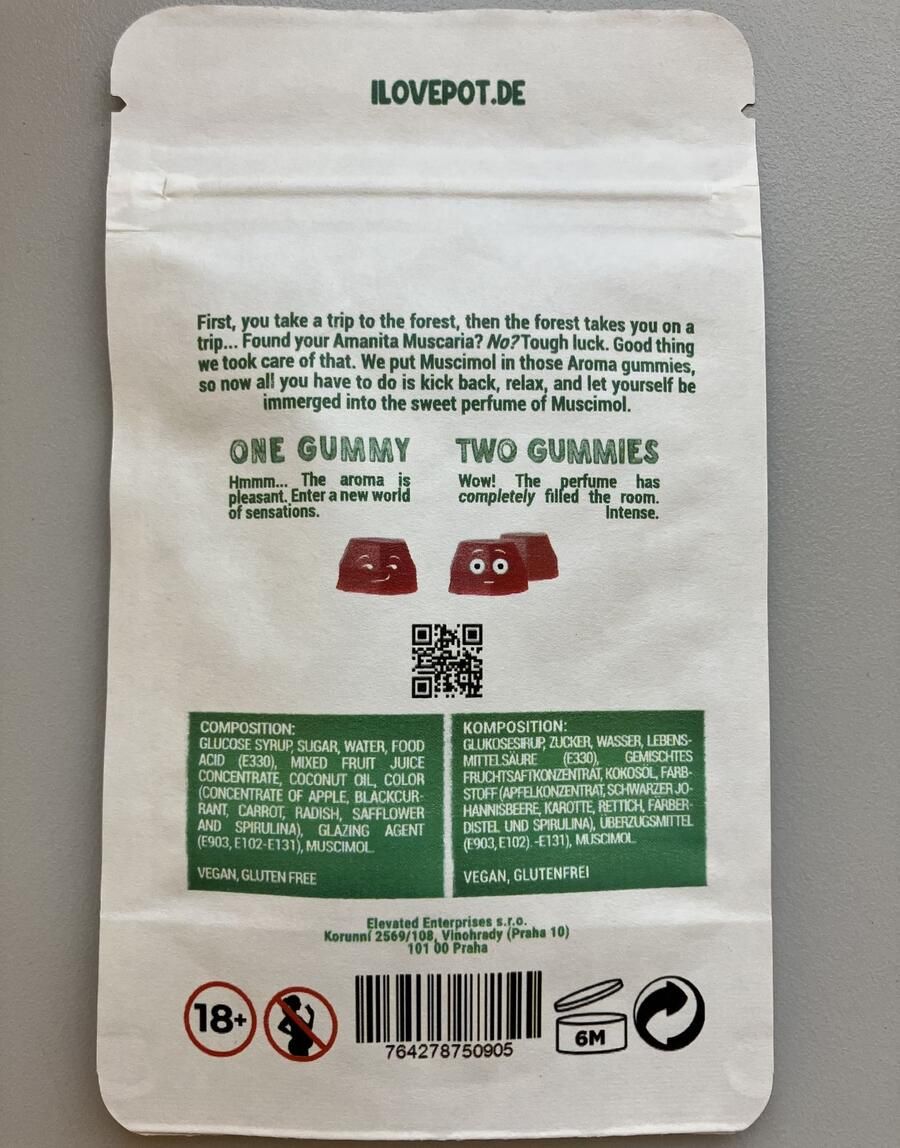 ILOVEPOT.DE
First, you take a trip to the forest, then the forest takes you on a
trip... Found your Amanita Muscaria? No? Tough luck. Good thing
we took care of that. We put Muscimol in those Aroma gummies,
so now all you have to do is kick back, relax, and let yourself be
immerged into the sweet perfume of Muscimol.
ONE GUMMY
Hmmm... The aroma is
pleasant. Enter a new world
of sensations.
TWO GUMMIES
Wow! The perfume has
completely filled the room.
Intense.
COMPOSITION:
GLUCOSE SYRUP, SUGAR, WATER, FOOD
ACID (E330), MIXED FRUIT JUICE
CONCENTRATE, COCONUT OIL, COLOR
(CONCENTRATE OF APPLE, BLACKCUR-
RANT, CARROT, RADISH, SAFFLOWER
AND SPIRULINA), GLAZING AGENT
(E903, E102-E131), MUSCIMOL.
VEGAN, GLUTEN FREE
KOMPOSITION:
GLUKOSESIRUP, ZUCKER, WASSER, LEBENS-
MITTELSÄURE (E330), GEMISCHTES
FRUCHTSAFTKONZENTRAT, KOKOSÖL, FARB-
STOFF (APFELKONZENTRAT, SCHWARZER JO-
HANNISBEERE, KAROTTE, RETTICH, FÄRBER-
DISTEL UND SPIRULINA), ÜBERZUGSMITTEL
(E903, E102) -E131), MUSCIMOL.
VEGAN, GLUTENFREI
Elevated Enterprises s.r.o.
Korunní 2569/108, Vinohrady (Praha 10)
101 00 Praha
18+
764278750905
6M